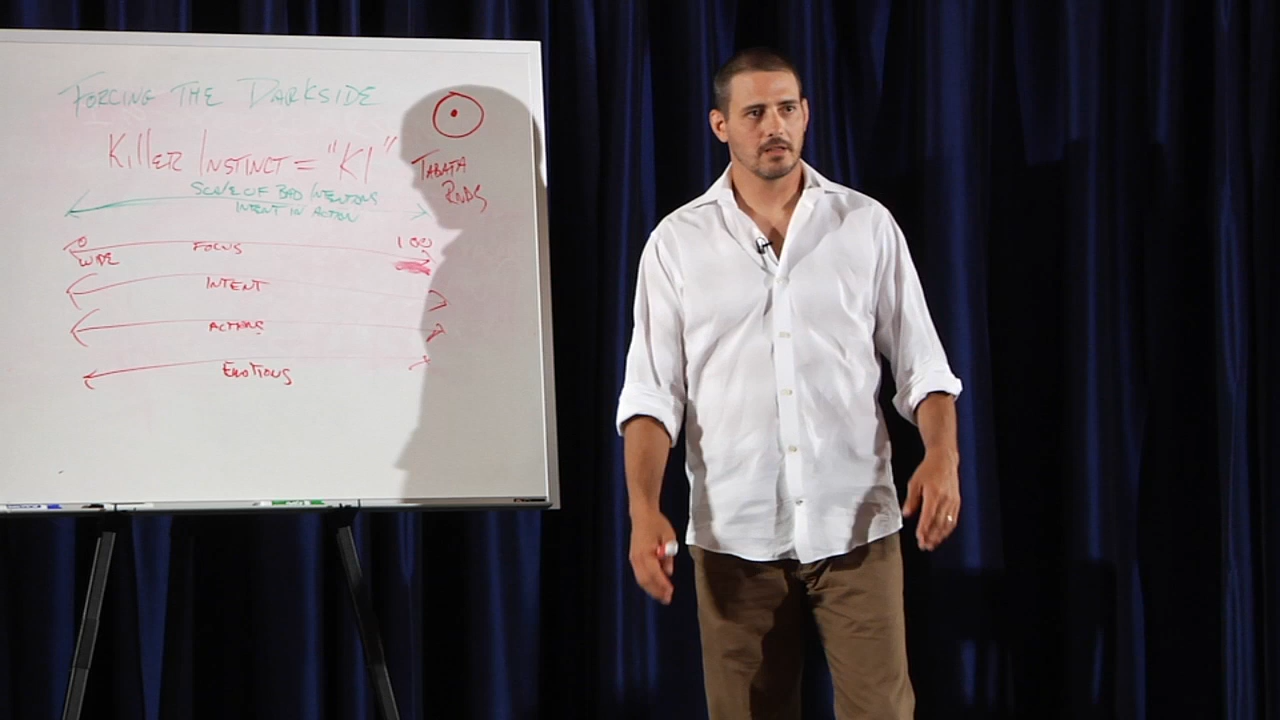 FORCING THE DARKSIDE
KILLER INSTINCT = "KI"
SCALE OF BAD INTENTIONS
INTENT IN ACTION
0 FOCUS 100
WIDE
INTENT
ACTIONS
EMOTIONS
TABATA
RNDS